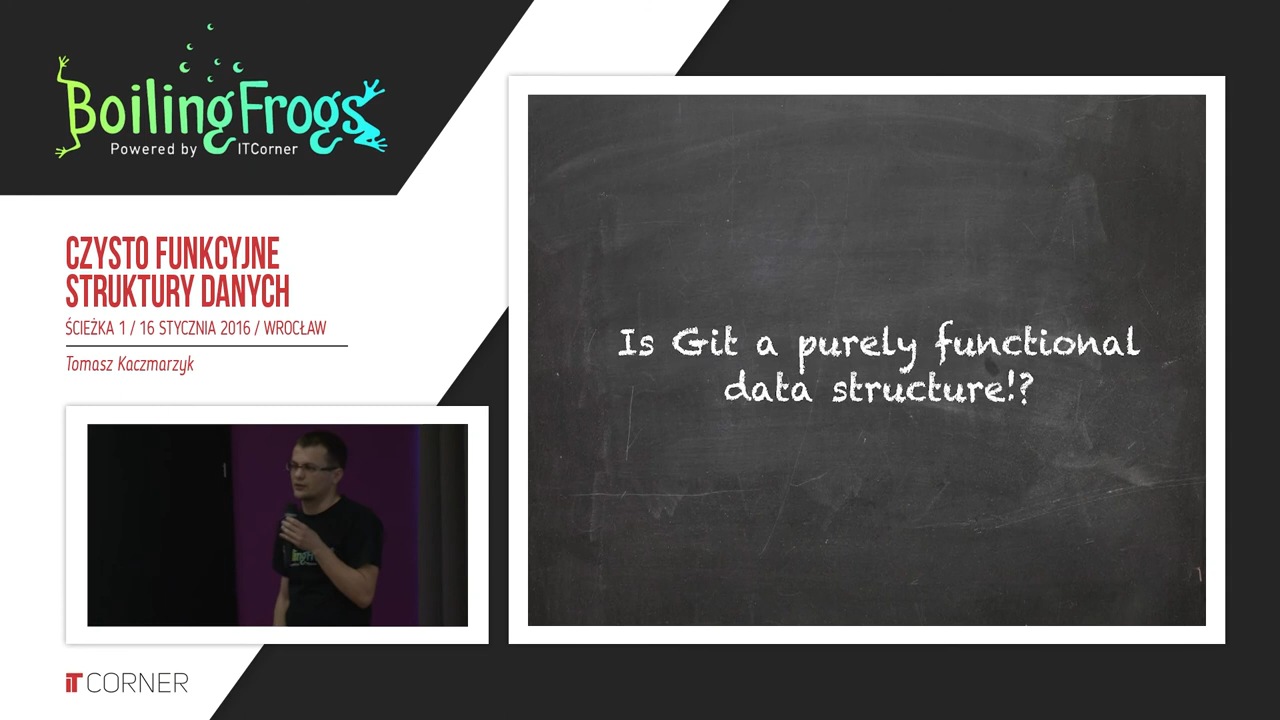 BoilingFrogs
Powered by ITCorner
CZYSTO FUNKCYJNE
STRUKTURY DANYCH
ŚCIEŻKA 1 / 16 STYCZNIA 2016 / WROCŁAW
Tomasz Kaczmarzyk
Is Git a purely functional
data structure!?
iT CORNER